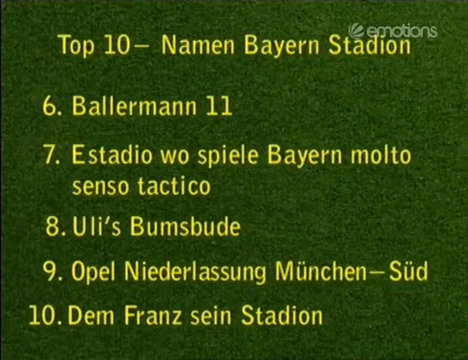 emotions
Top 10– Namen Bayern Stadion
6. Ballermann 11
7. Estadio wo spiele Bayern molto
senso tactico
8. Uli's Bumsbude
9. Opel Niederlassung München–Süd
10. Dem Franz sein Stadion